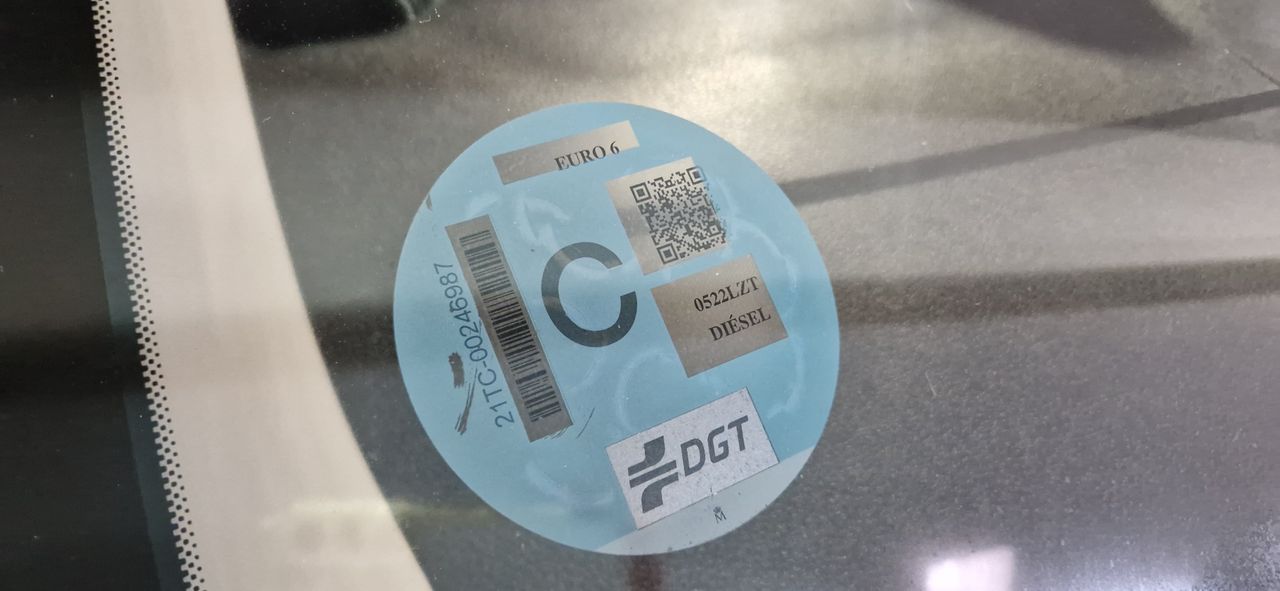 EURO 6
21TC-00246987
C
0522LZT
DIÉSEL
DGT
M